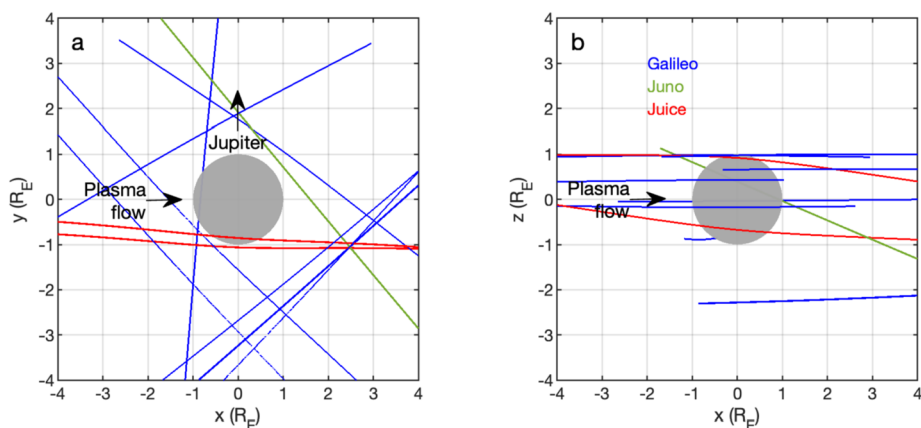 a
4
3
2
1
0
-1
-2
-3
-4
y (R_E)
Jupiter
Plasma
flow
-4 -3 -2 -1 0 1 2 3 4
x (R_E)
b
Galileo
Juno
Juice
4
3
2
1
0
-1
-2
-3
-4
z (R_E)
Plasma
flow
-4 -3 -2 -1 0 1 2 3 4
x (R_E)